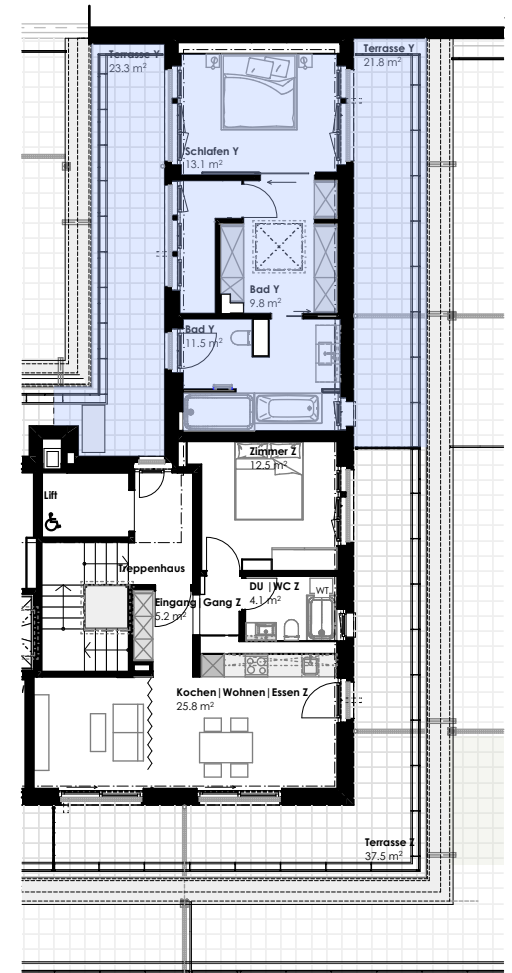 Terrasse Y
23.3 m²
Terrasse Y
21.8 m²
Schlafen Y
13.1 m²
Bad Y
9.8 m²
Bad Y
11.5 m²
Zimmer Z
12.5 m²
Lift
Treppenhaus
DU | WC Z
4.1 m²
WT
Eingang|Gang Z
5.2 m²
Kochen|Wohnen|Essen Z
25.8 m²
Terrasse Z
37.5 m²